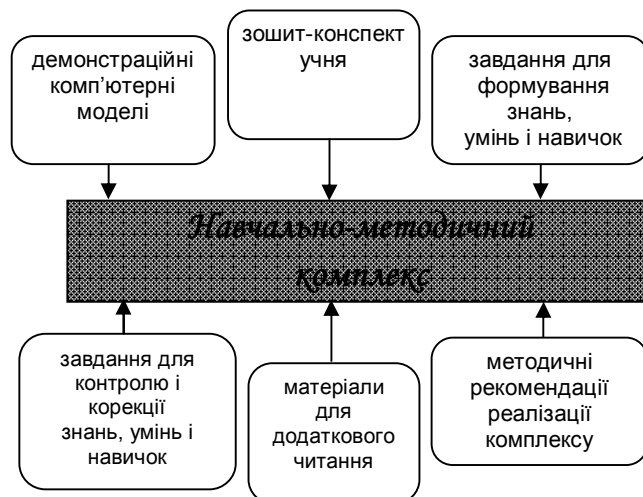 демонстраційні
комп’ютерні
моделі
зошит-конспект
учня
завдання для
формування
знань,
умінь і навичок
Навчально-методичний
комплекс
завдання для
контролю і
корекції
знань, умінь і
навичок
матеріали
для
додаткового
читання
методичні
рекомендації
реалізації
комплексу